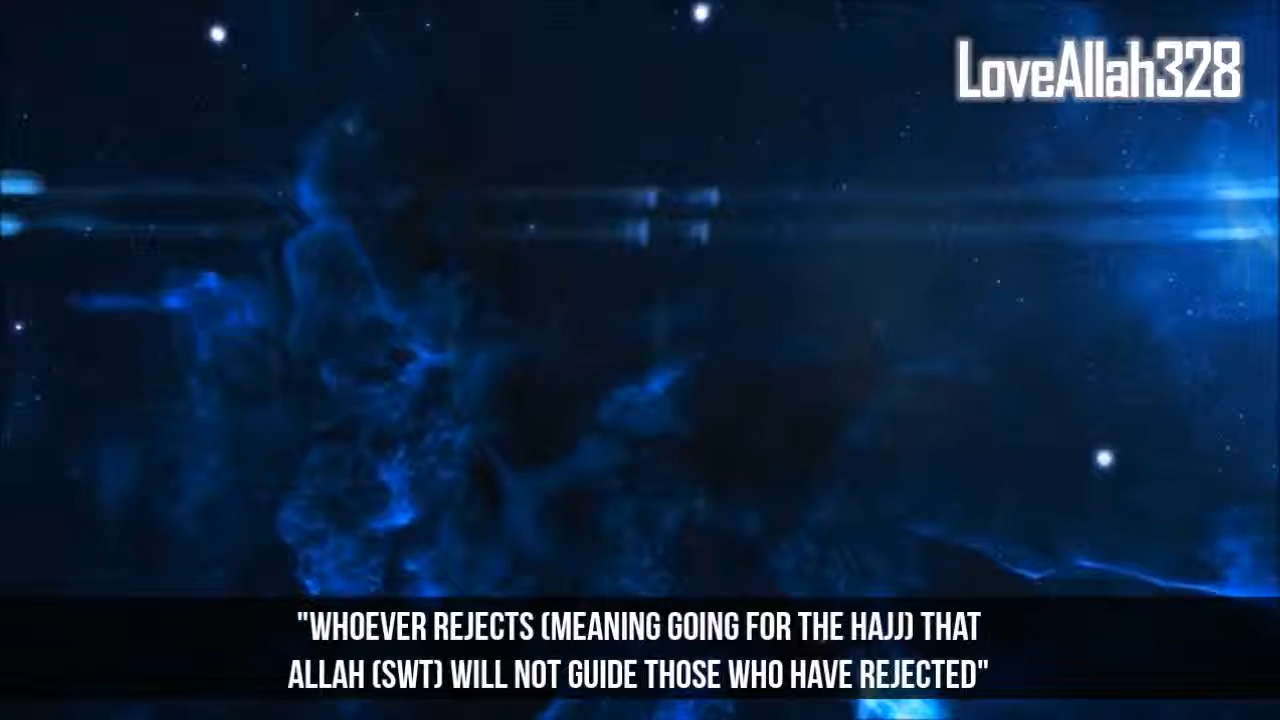 LoveAllah328
"WHOEVER REJECTS (MEANING GOING FOR THE HAJJ) THAT
ALLAH (SWT) WILL NOT GUIDE THOSE WHO HAVE REJECTED"